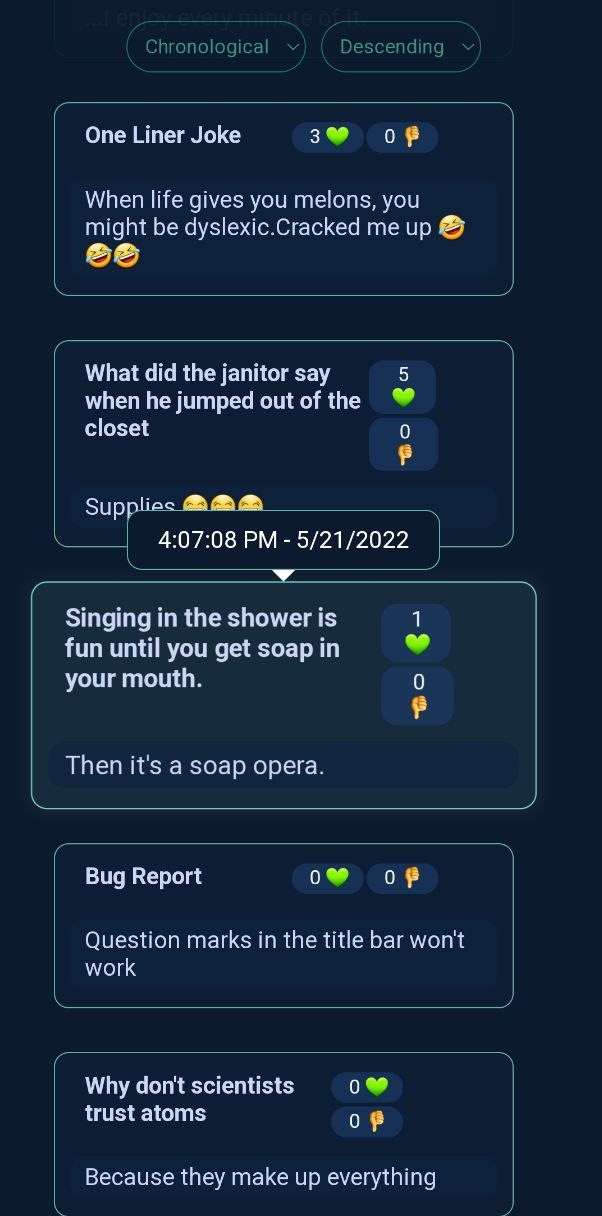 ...I enjoy every minute of it.
Chronological
Descending
One Liner Joke
3 💚 0 👎
When life gives you melons, you
might be dyslexic.Cracked me up 🤣
🤣🤣
What did the janitor say
when he jumped out of the
closet
5
💚
0
👎
Supplies 😁😁😁
4:07:08 PM - 5/21/2022
Singing in the shower is
fun until you get soap in
your mouth.
1
💚
0
👎
Then it's a soap opera.
Bug Report
0 💚 0 👎
Question marks in the title bar won't
work
Why don't scientists
trust atoms
0 💚
0 👎
Because they make up everything